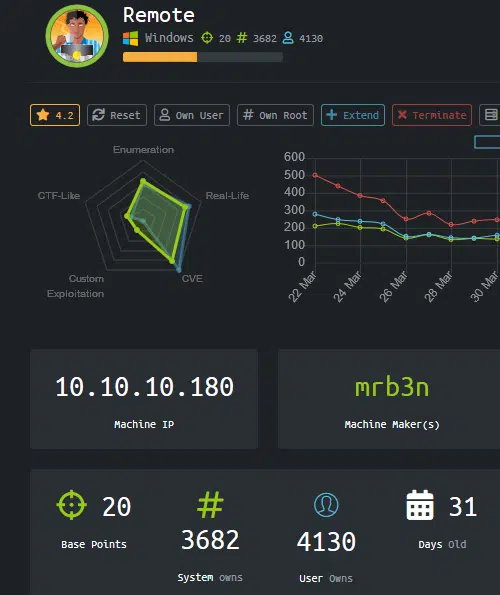 Remote
Windows 20 3682 4130
4.2 Reset Own User Own Root Extend Terminate
Enumeration
CTF-Like
Real-Life
Custom
Exploitation
CVE
600
500
400
300
200
100
0
22 Mar
24 Mar
26 Mar
28 Mar
30 Mar
10.10.10.180
Machine IP
mrb3n
Machine Maker(s)
20
Base Points
3682
System owns
4130
User Owns
31
Days Old